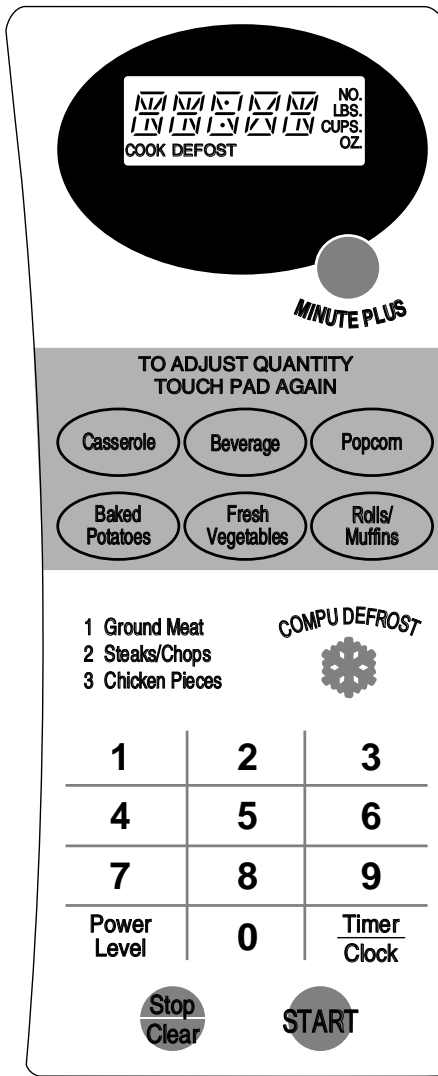 NO.
LBS.
CUPS.
OZ.
COOK DEFOST
MINUTE PLUS
TO ADJUST QUANTITY
TOUCH PAD AGAIN
Casserole
Beverage
Popcorn
Baked
Potatoes
Fresh
Vegetables
Rolls/
Muffins
1 Ground Meat
2 Steaks/Chops
3 Chicken Pieces
COMPU DEFROST
1 2 3
4 5 6
7 8 9
Power
Level
0
Timer
Clock
Stop
Clear
START